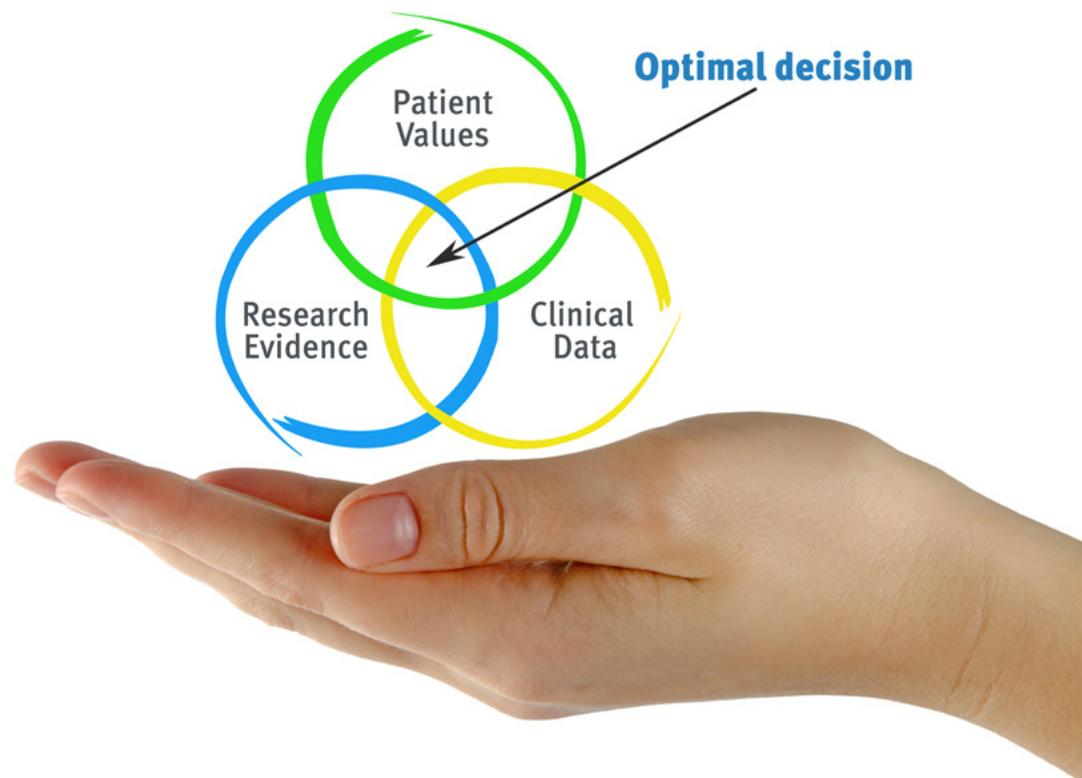 Optimal decision
Patient
Values
Research
Evidence
Clinical
Data